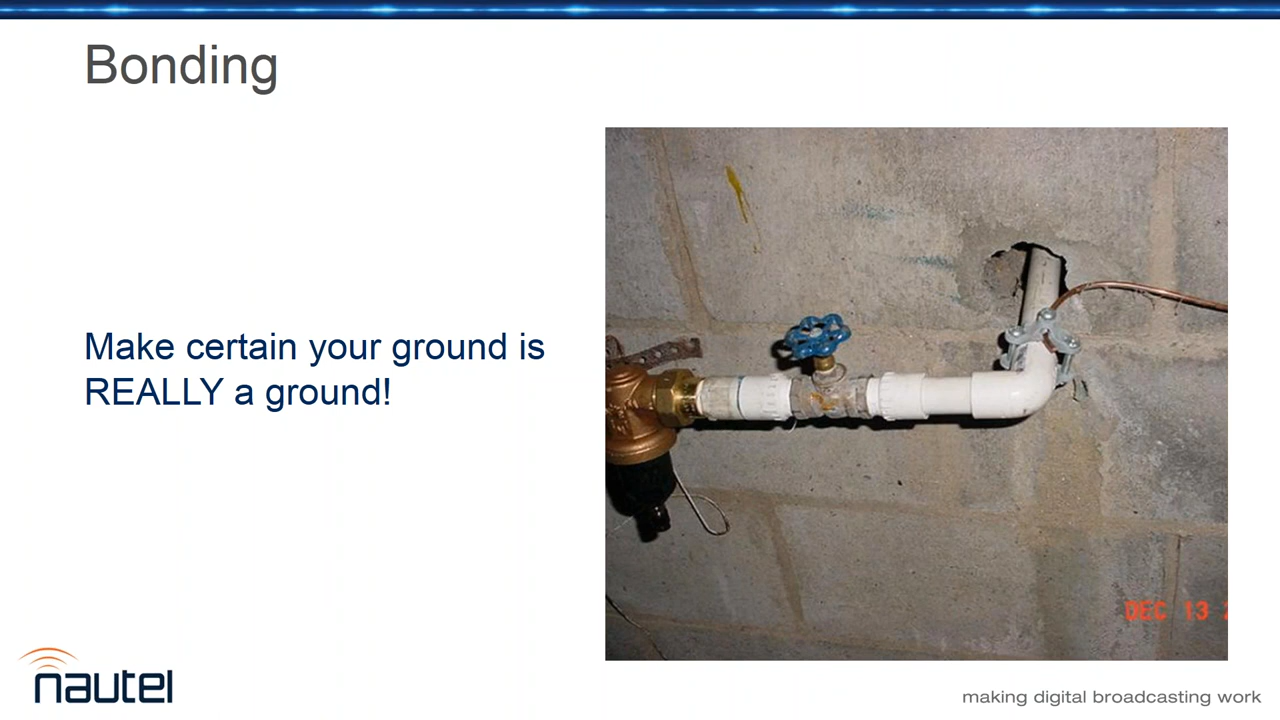 Bonding
Make certain your ground is
REALLY a ground!
DEC 13
nautel
making digital broadcasting work